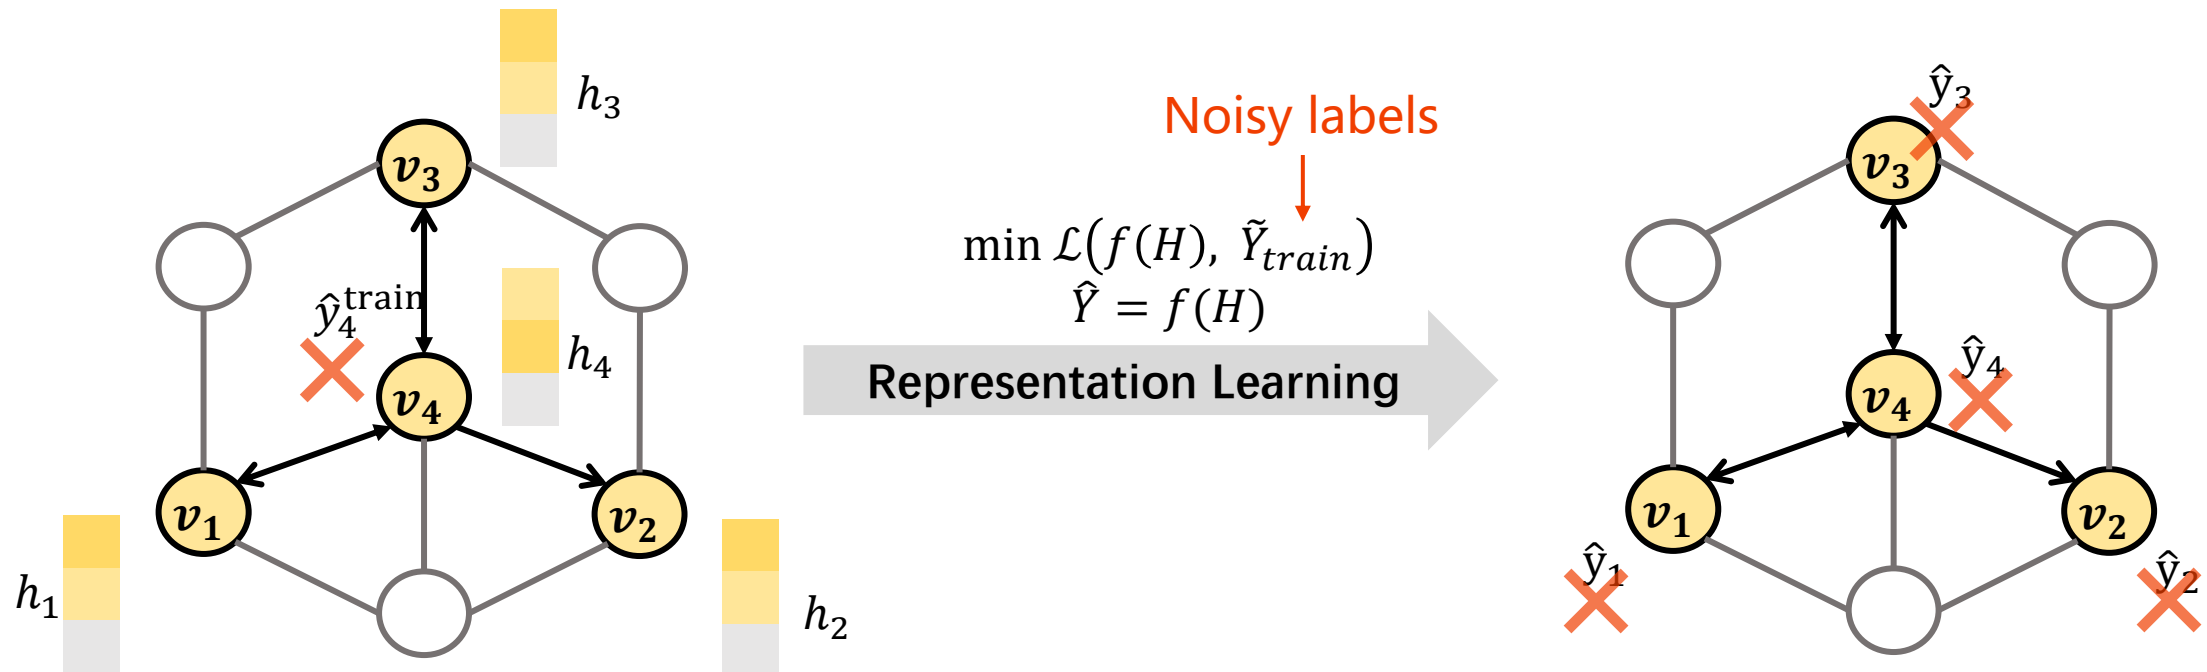 h₃
v₃
ŷ₄ᵗʳᵃⁱⁿ
h₄
v₄
v₁
v₂
h₁
h₂
Noisy labels
min ℒ(f(H), Ỹ_train)
Ŷ = f(H)
Representation Learning
ŷ₃
v₃
ŷ₄
v₄
v₁
v₂
ŷ₁
ŷ₂